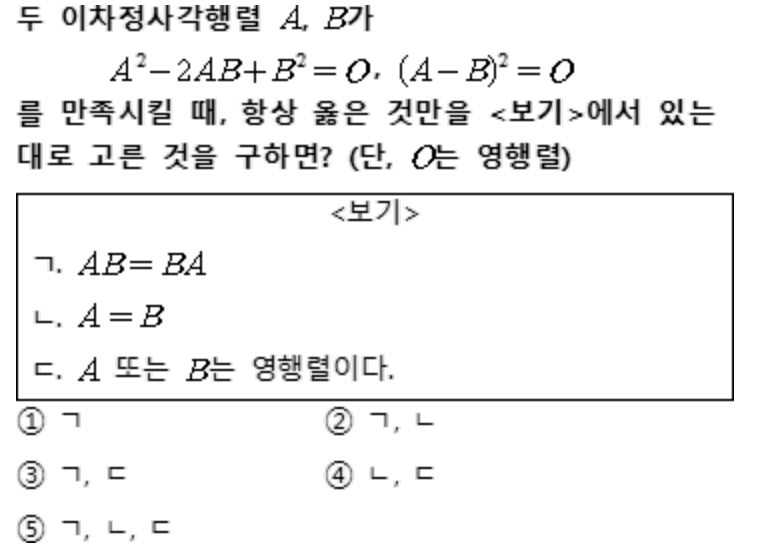 두 이차정사각행렬 A, B가
A²−2AB+B²=O, (A−B)²=O
를 만족시킬 때, 항상 옳은 것만을 <보기>에서 있는
대로 고른 것을 구하면? (단, O는 영행렬)
<보기>
ㄱ. AB=BA
ㄴ. A=B
ㄷ. A 또는 B는 영행렬이다.
① ㄱ ② ㄱ, ㄴ
③ ㄱ, ㄷ ④ ㄴ, ㄷ
⑤ ㄱ, ㄴ, ㄷ